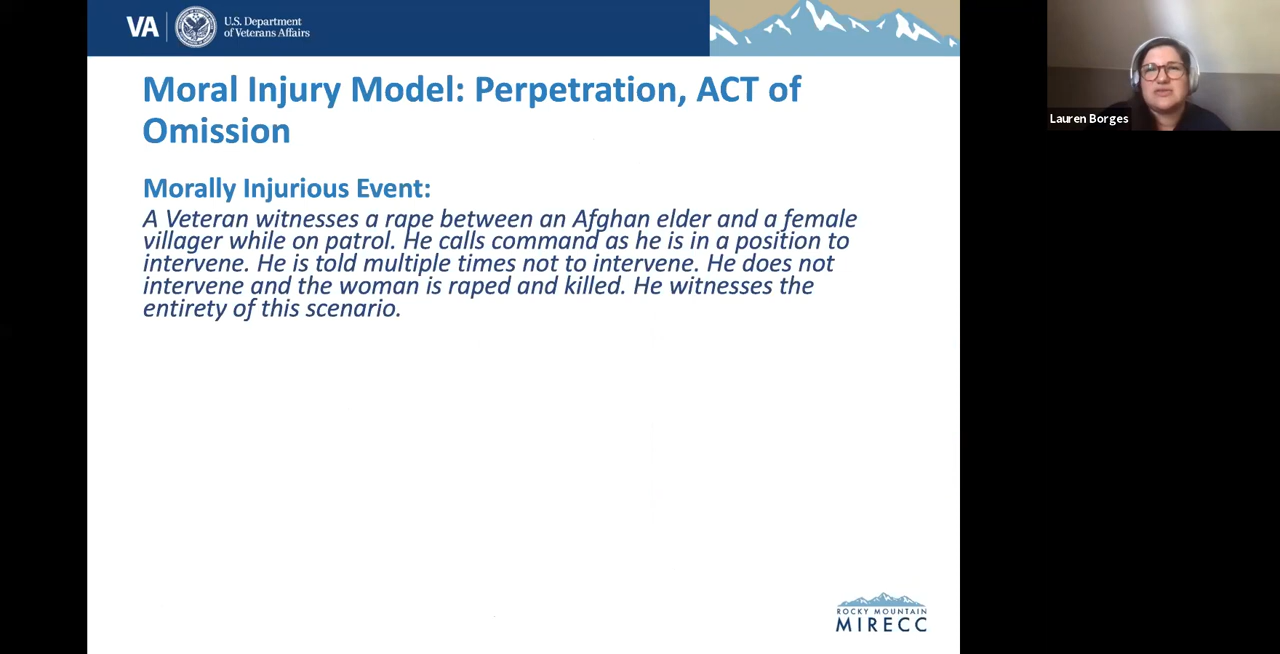 VA
U.S. Department
of Veterans Affairs
Moral Injury Model: Perpetration, ACT of
Omission
Morally Injurious Event:
A Veteran witnesses a rape between an Afghan elder and a female
villager while on patrol. He calls command as he is in a position to
intervene. He is told multiple times not to intervene. He does not
intervene and the woman is raped and killed. He witnesses the
entirety of this scenario.
Lauren Borges
ROCKY MOUNTAIN
MIRECC